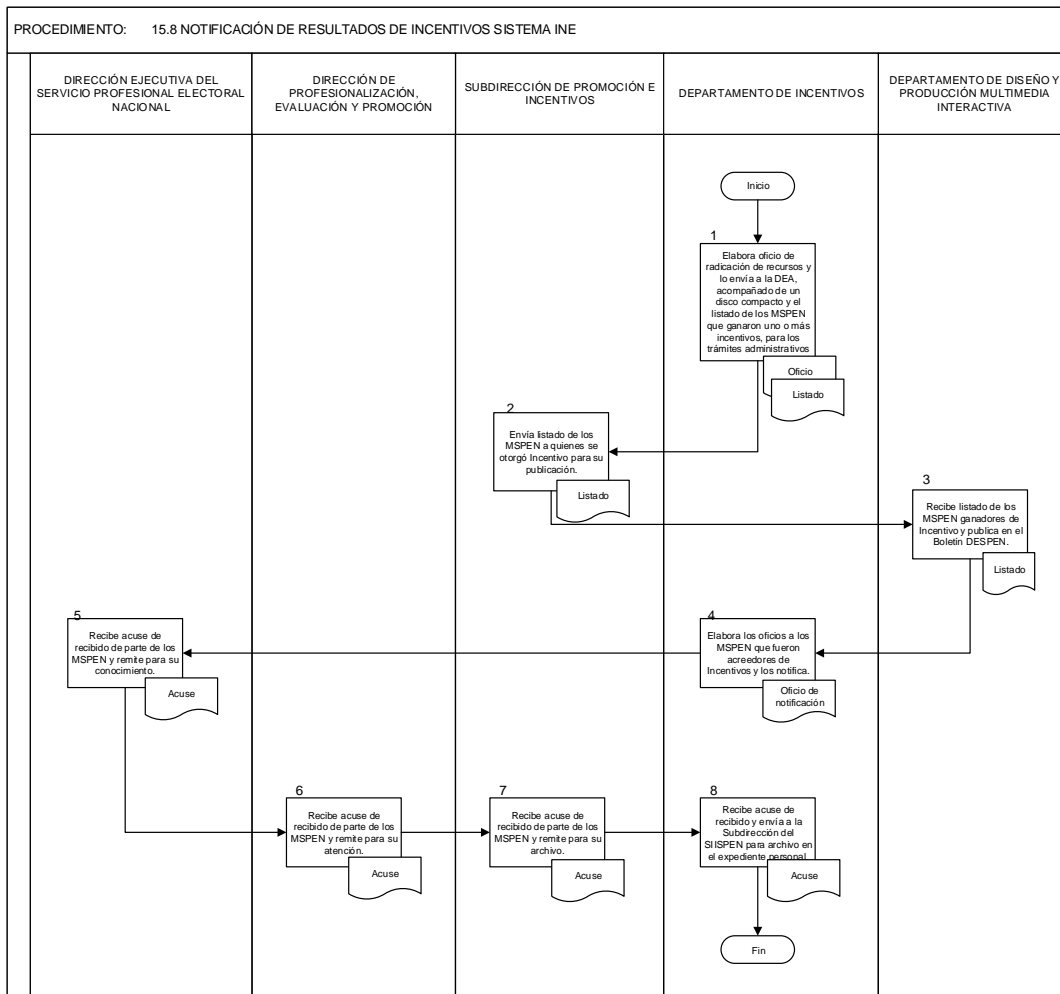 PROCEDIMIENTO: 15.8 NOTIFICACIÓN DE RESULTADOS DE INCENTIVOS SISTEMA INE
DIRECCIÓN EJECUTIVA DEL
SERVICIO PROFESIONAL ELECTORAL
NACIONAL
DIRECCIÓN DE
PROFESIONALIZACIÓN,
EVALUACIÓN Y PROMOCIÓN
SUBDIRECCIÓN DE PROMOCIÓN E
INCENTIVOS
DEPARTAMENTO DE INCENTIVOS
DEPARTAMENTO DE DISEÑO Y
PRODUCCIÓN MULTIMEDIA
INTERACTIVA
Inicio
1
Elabora oficio de
radicación de recursos y
lo envía a la DEA,
acompañado de un
disco compacto y el
listado de los MSPEN
que ganaron uno o más
incentivos, para los
trámites administrativos
Oficio
Listado
2
Envía listado de los
MSPEN a quienes se
otorgó Incentivo para su
publicación.
Listado
3
Recibe listado de los
MSPEN ganadores de
Incentivo y publica en el
Boletín DESPEN.
Listado
4
Elabora los oficios a los
MSPEN que fueron
acreedores de
Incentivos y los notifica.
Oficio de
notificación
5
Recibe acuse de
recibido de parte de los
MSPEN y remite para su
conocimiento.
Acuse
6
Recibe acuse de
recibido de parte de los
MSPEN y remite para su
atención.
Acuse
7
Recibe acuse de
recibido de parte de los
MSPEN y remite para su
archivo.
Acuse
8
Recibe acuse de
recibido y envía a la
Subdirección del
SIISPEN para archivo en
el expediente personal
Acuse
Fin